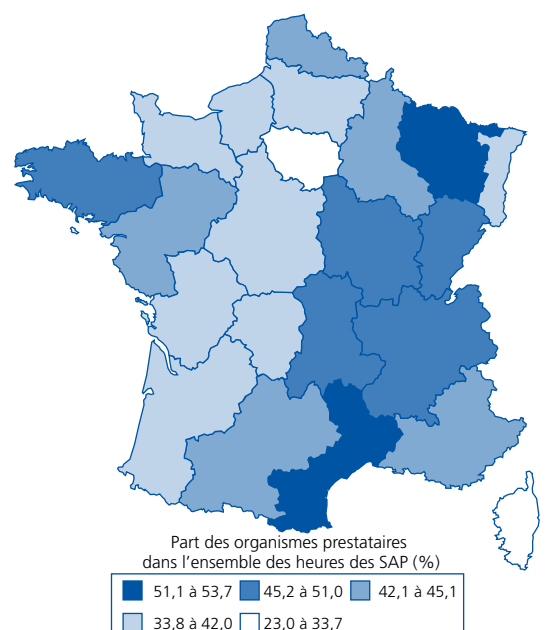 Part des organismes prestataires
dans l’ensemble des heures des SAP (%)
51,1 à 53,7 45,2 à 51,0 42,1 à 45,1
33,8 à 42,0 23,0 à 33,7